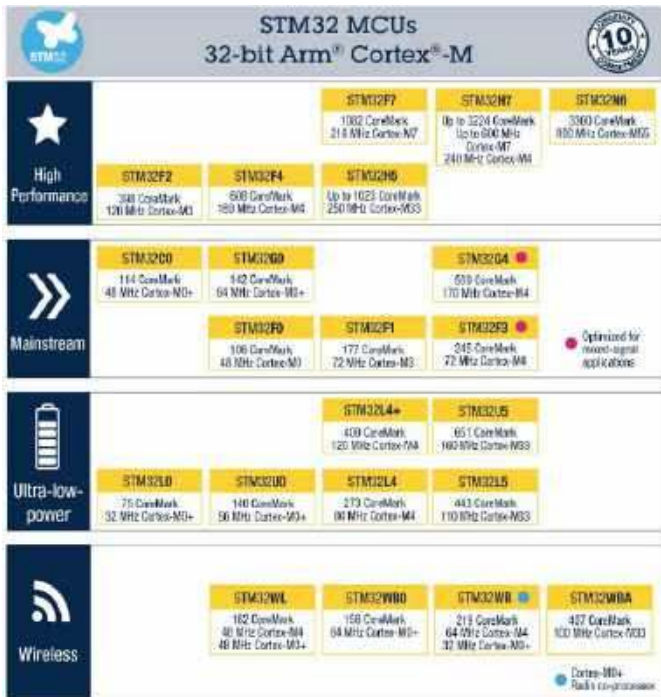 STM32 MCUs
32-bit Arm® Cortex®-M
STM32
10 YEARS
High Performance
STM32F7
1082 CoreMark
216 MHz Cortex-M7
STM32H7
Up to 3224 CoreMark
Up to 600 MHz
Cortex-M7
240 MHz Cortex-M4
STM32N6
3360 CoreMark
800 MHz Cortex-M55
STM32F2
398 CoreMark
120 MHz Cortex-M3
STM32F4
608 CoreMark
180 MHz Cortex-M4
STM32H5
Up to 1023 CoreMark
250 MHz Cortex-M33
Mainstream
STM32C0
114 CoreMark
48 MHz Cortex-M0+
STM32G0
142 CoreMark
64 MHz Cortex-M0+
STM32G4
569 CoreMark
170 MHz Cortex-M4
STM32F0
106 CoreMark
48 MHz Cortex-M0
STM32F1
177 CoreMark
72 MHz Cortex-M3
STM32F3
245 CoreMark
72 MHz Cortex-M4
Optimized for
mixed-signal
applications
Ultra-low-
power
STM32L4+
409 CoreMark
120 MHz Cortex-M4
STM32U5
651 CoreMark
160 MHz Cortex-M33
STM32L0
75 CoreMark
32 MHz Cortex-M0+
STM32U0
140 CoreMark
56 MHz Cortex-M0+
STM32L4
273 CoreMark
80 MHz Cortex-M4
STM32L5
443 CoreMark
110 MHz Cortex-M33
Wireless
STM32WL
162 CoreMark
48 MHz Cortex-M4
48 MHz Cortex-M0+
STM32WB0
64 MHz Cortex-M0+
STM32WB
64 MHz Cortex-M4
32 MHz Cortex-M0+
STM32WBA
407 CoreMark
100 MHz Cortex-M33
Cortex-M0+
Radio co-processor